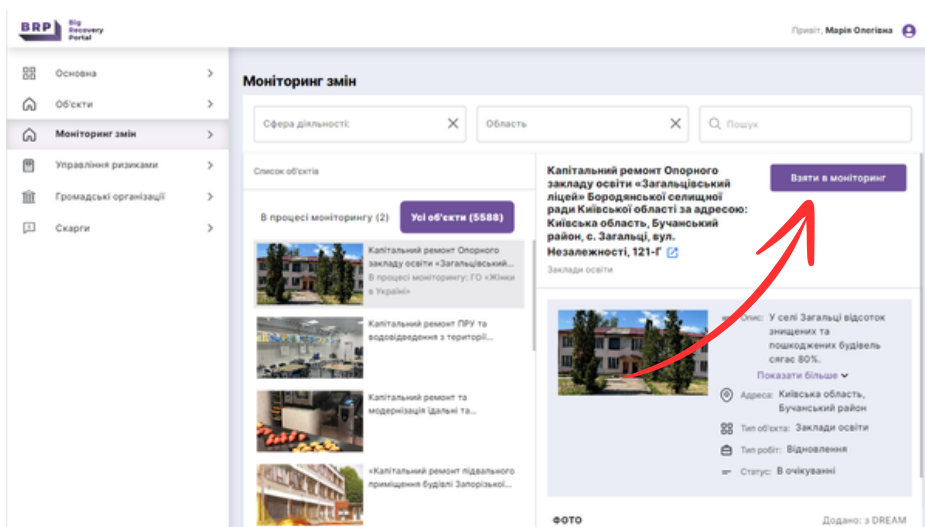 BRP Big
Recovery
Portal
Привіт, Марія Олегівна
Основна
Об'єкти
Моніторинг змін
Управління ризиками
Громадські організації
Скарги
Моніторинг змін
Сфера діяльності:
Область
Пошук
Список об'єктів
В процесі моніторингу (2)
Усі об'єкти (5588)
Капітальний ремонт Опорного
закладу освіти «Загальцівський...
В процесі моніторингу: ГО «Жінки
в Україні»
Капітальний ремонт ПРУ та
водовідведення з території...
Капітальний ремонт та
модернізація їдальні та...
«Капітальний ремонт підвального
приміщення будівлі Запорізької...
Капітальний ремонт Опорного
закладу освіти «Загальцівський
ліцей» Бородянської селищної
ради Київської області за адресою:
Київська область, Бучанський
район, с. Загальці, вул.
Незалежності, 121-Г
Заклади освіти
Взяти в моніторинг
Опис: У селі Загальці відсоток
знищених та
пошкоджених будівель
сягає 80%.
Показати більше
Адреса: Київська область,
Бучанський район
Тип об'єкта: Заклади освіти
Тип робіт: Відновлення
Статус: В очікуванні
ФОТО
Додано: з DREAM